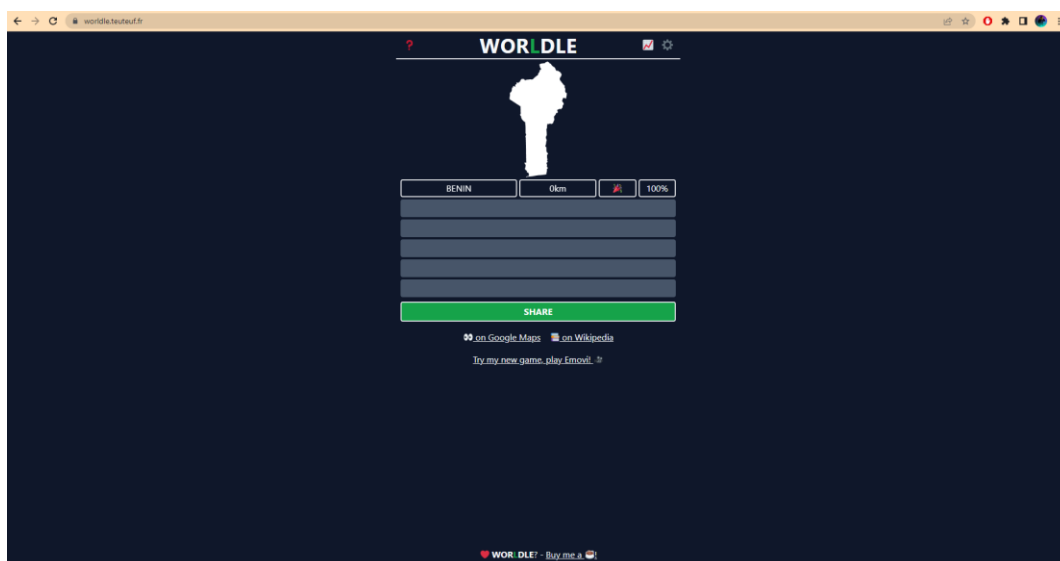 worldle.teuteuf.fr
? WORLDLE
BENIN 0km 100%
SHARE
on Google Maps on Wikipedia
Try my new game, play Emovi!
WORLDLE? - Buy me a !